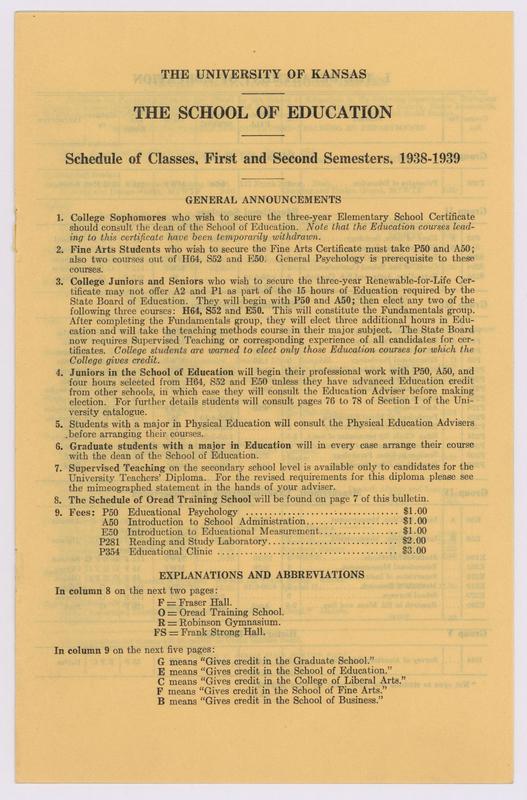 THE UNIVERSITY OF KANSAS
THE SCHOOL OF EDUCATION
Schedule of Classes, First and Second Semesters, 1938-1939
GENERAL ANNOUNCEMENTS
1. College Sophomores who wish to secure the three-year Elementary School Certificate
should consult the dean of the School of Education. Note that the Education courses lead-
ing to this certificate have been temporarily withdrawn.
2. Fine Arts Students who wish to secure the Fine Arts Certificate must take P50 and A50;
also two courses out of H64, S52 and E50. General Psychology is prerequisite to these
courses.
3. College Juniors and Seniors who wish to secure the three-year Renewable-for-Life Cer-
tificate may not offer A2 and P1 as part of the 15 hours of Education required by the
State Board of Education. They will begin with P50 and A50; then elect any two of the
following three courses: H64, S52 and E50. This will constitute the Fundamentals group.
After completing the Fundamentals group, they will elect three additional hours in Edu-
cation and will take the teaching methods course in their major subject. The State Board
now requires Supervised Teaching or corresponding experience of all candidates for cer-
tificates. College students are warned to elect only those Education courses for which the
College gives credit.
4. Juniors in the School of Education will begin their professional work with P50, A50, and
four hours selected from H64, S52 and E50 unless they have advanced Education credit
from other schools, in which case they will consult the Education Adviser before making
election. For further details students will consult pages 76 to 78 of Section I of the Uni-
versity catalogue.
5. Students with a major in Physical Education will consult the Physical Education Advisers
before arranging their courses.
6. Graduate students with a major in Education will in every case arrange their course
with the dean of the School of Education.
7. Supervised Teaching on the secondary school level is available only to candidates for the
University Teachers' Diploma. For the revised requirements for this diploma please see
the mimeographed statement in the hands of your adviser.
8. The Schedule of Oread Training School will be found on page 7 of this bulletin.
9. Fees: P50 Educational Psychology ........ $1.00
A50 Introduction to School Administration ........ $1.00
E50 Introduction to Educational Measurement ........ $1.00
P281 Reading and Study Laboratory ........ $2.00
P354 Educational Clinic ........ $3.00
EXPLANATIONS AND ABBREVIATIONS
In column 8 on the next two pages:
F = Fraser Hall.
O = Oread Training School.
R = Robinson Gymnasium.
FS = Frank Strong Hall.
In column 9 on the next five pages:
G means "Gives credit in the Graduate School."
E means "Gives credit in the School of Education."
C means "Gives credit in the College of Liberal Arts."
F means "Gives credit in the School of Fine Arts."
B means "Gives credit in the School of Business."